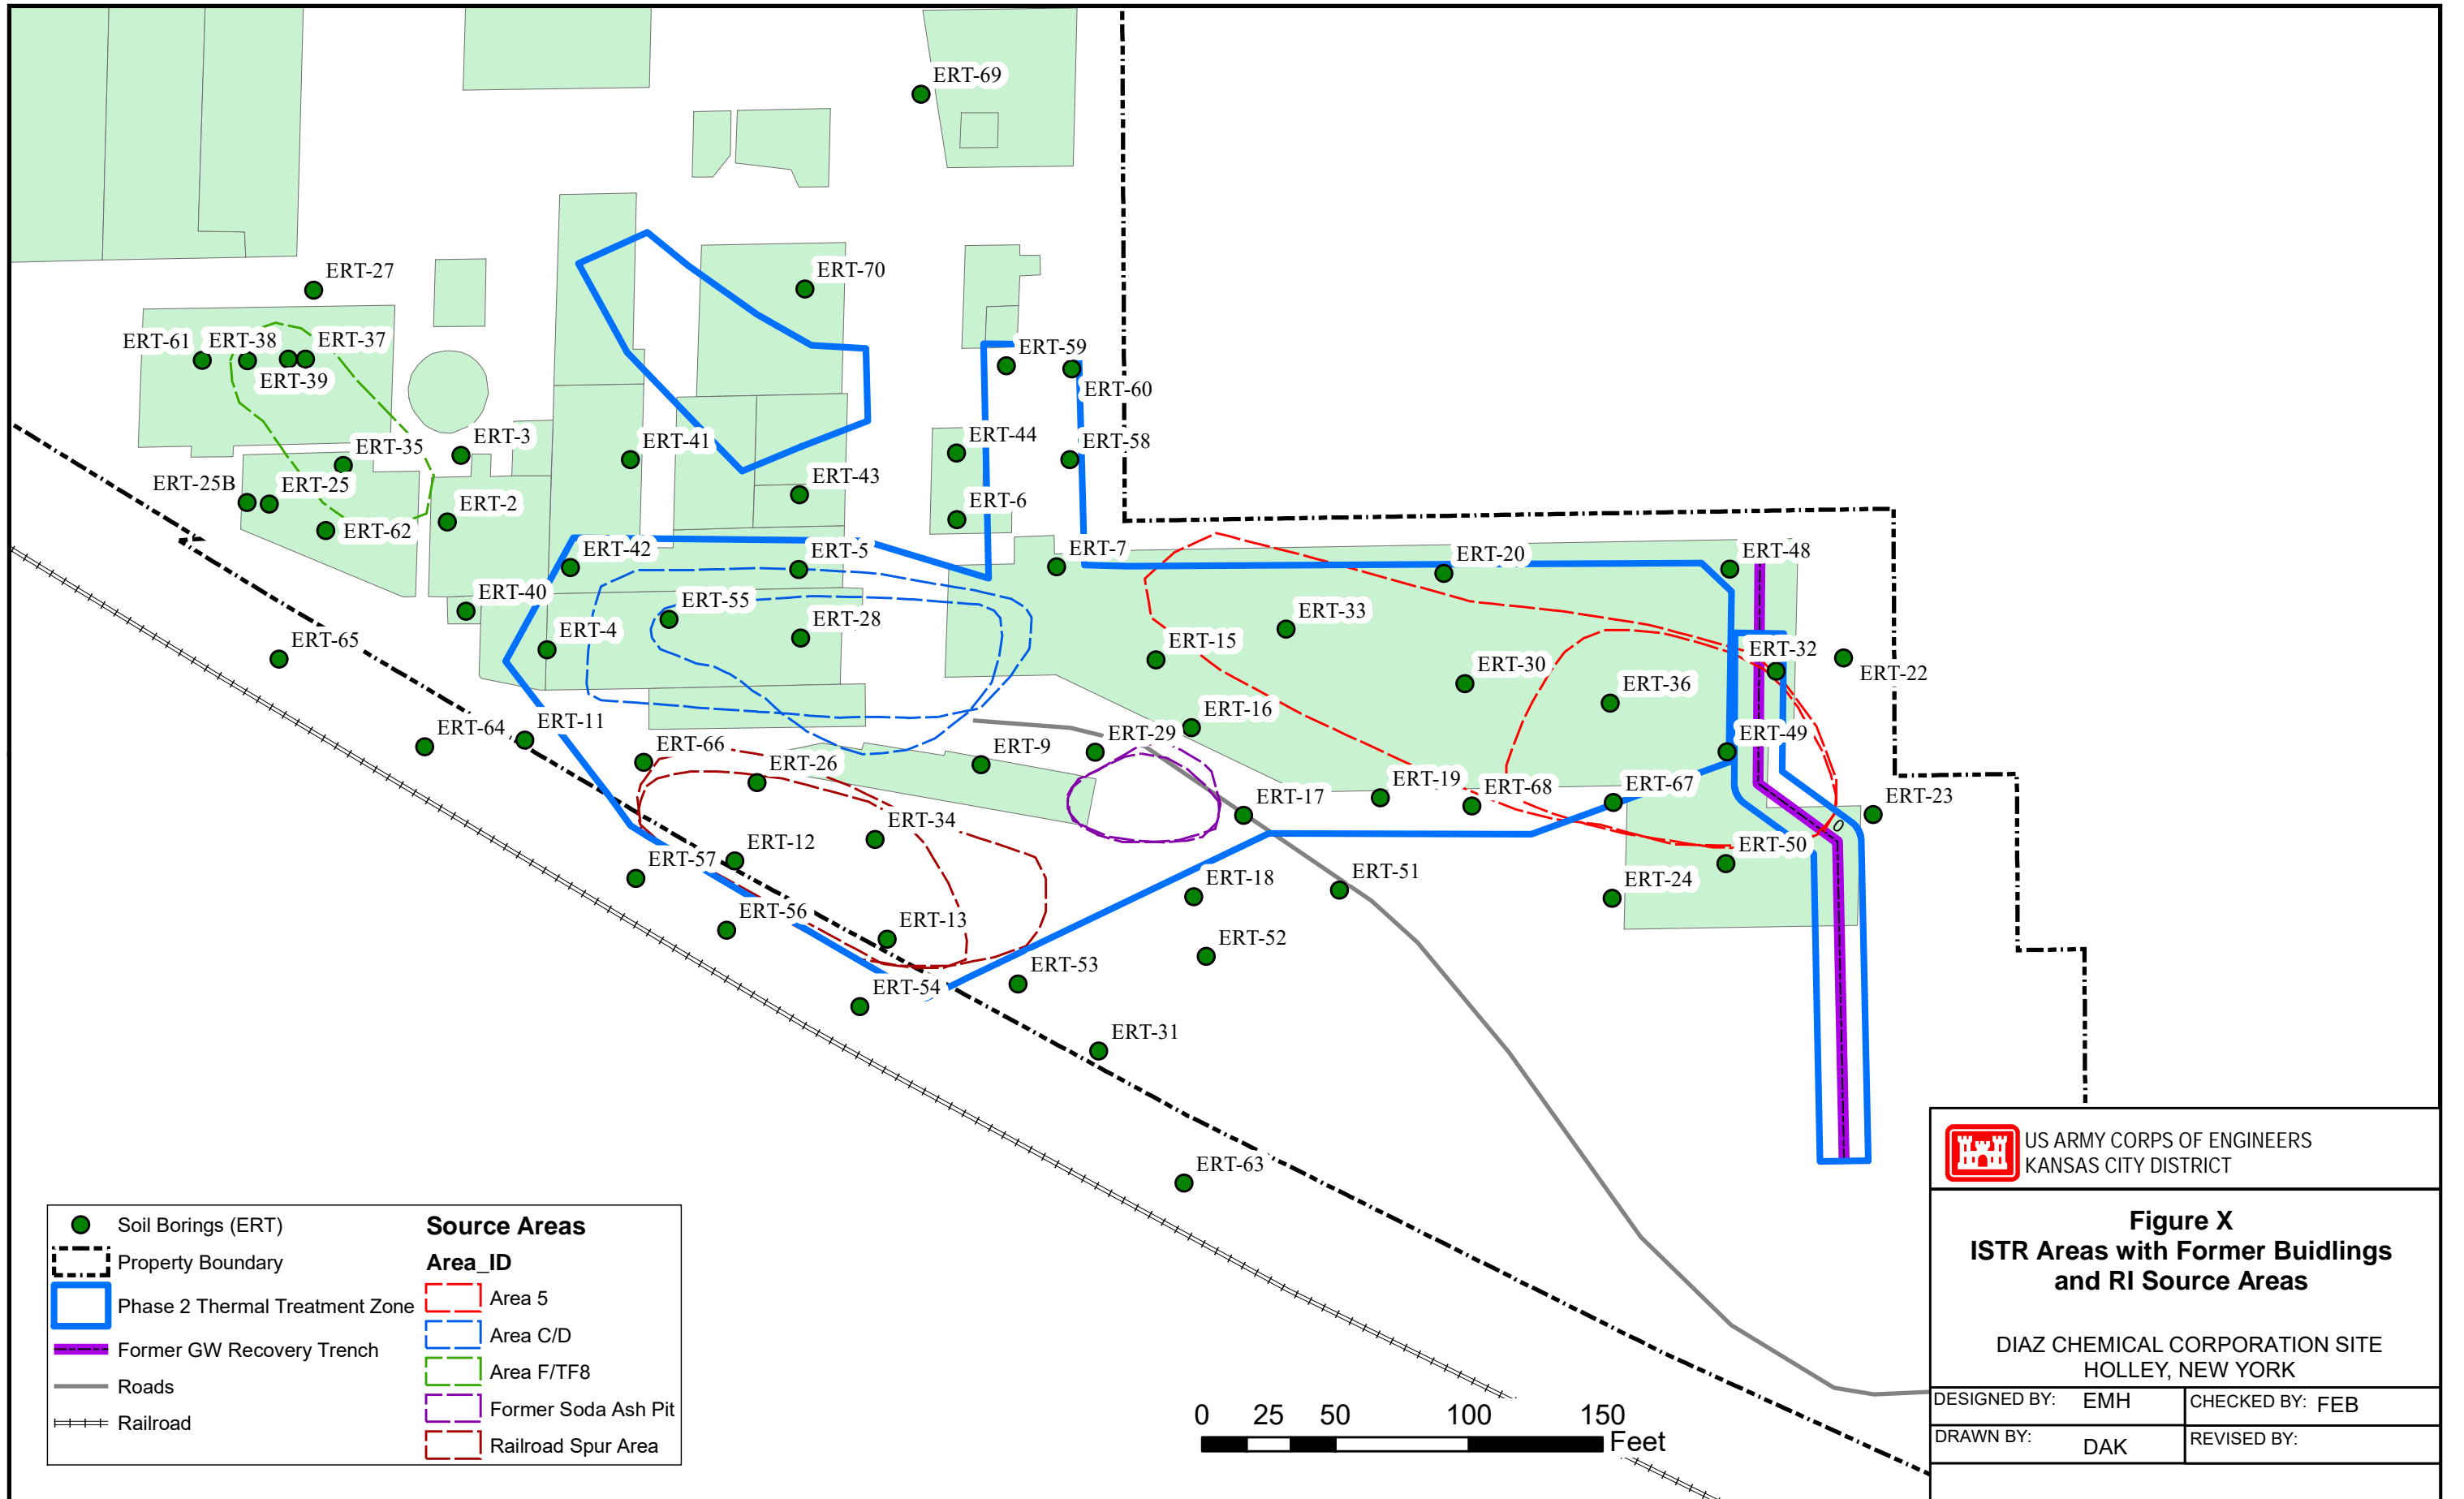 ERT-69
ERT-27
ERT-70
ERT-61
ERT-38
ERT-37
ERT-39
ERT-59
ERT-60
ERT-3
ERT-35
ERT-41
ERT-44
ERT-58
ERT-25B
ERT-25
ERT-43
ERT-2
ERT-6
ERT-62
ERT-42
ERT-5
ERT-7
ERT-20
ERT-48
ERT-40
ERT-55
ERT-28
ERT-33
ERT-4
ERT-15
ERT-32
ERT-65
ERT-30
ERT-36
ERT-22
ERT-64
ERT-11
ERT-16
ERT-66
ERT-26
ERT-9
ERT-29
ERT-49
ERT-17
ERT-19
ERT-68
ERT-67
ERT-23
ERT-34
0
ERT-12
ERT-57
ERT-50
ERT-18
ERT-51
ERT-24
ERT-56
ERT-13
ERT-52
ERT-53
ERT-54
ERT-31
ERT-63
Soil Borings (ERT)
Property Boundary
Phase 2 Thermal Treatment Zone
Former GW Recovery Trench
Roads
Railroad
Source Areas
Area_ID
Area 5
Area C/D
Area F/TF8
Former Soda Ash Pit
Railroad Spur Area
0 25 50 100 150
Feet
US ARMY CORPS OF ENGINEERS
KANSAS CITY DISTRICT
Figure X
ISTR Areas with Former Buidlings
and RI Source Areas
DIAZ CHEMICAL CORPORATION SITE
HOLLEY, NEW YORK
DESIGNED BY: EMH
CHECKED BY: FEB
DRAWN BY: DAK
REVISED BY: